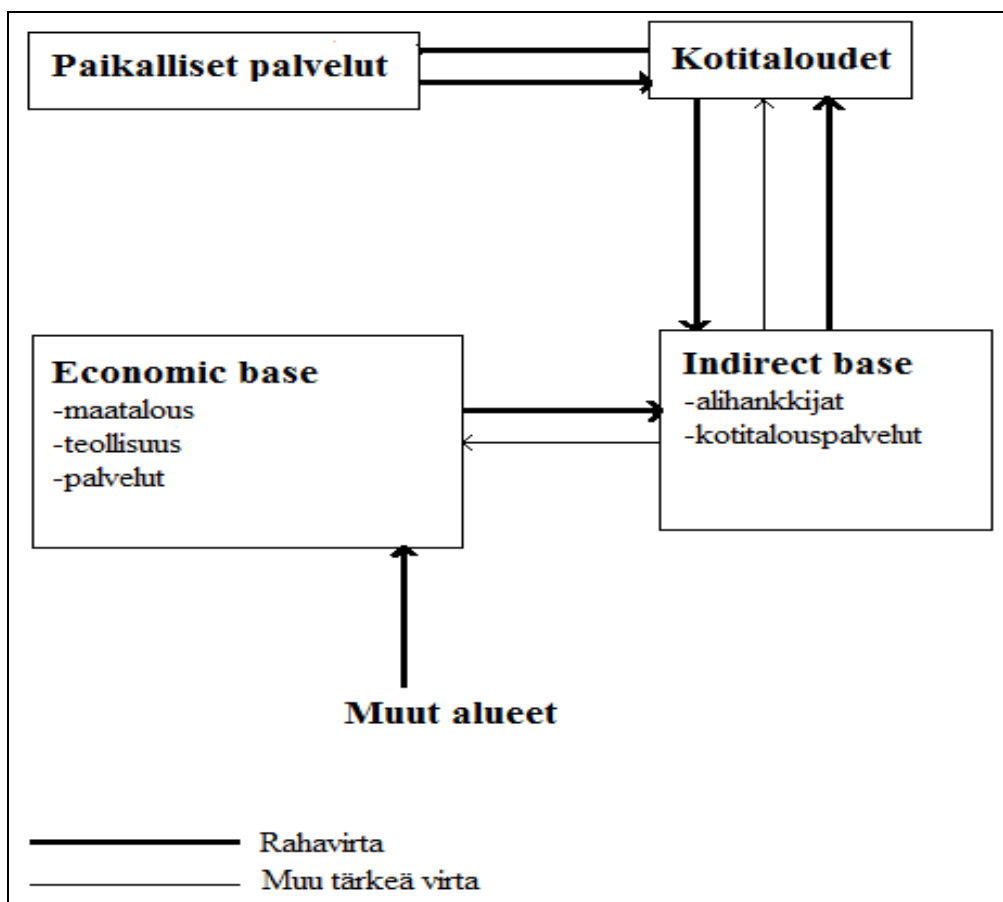 Paikalliset palvelut
Kotitaloudet
Economic base
-maatalous
-teollisuus
-palvelut
Indirect base
-alihankkijat
-kotitalouspalvelut
Muut alueet
Rahavirta
Muu tärkeä virta